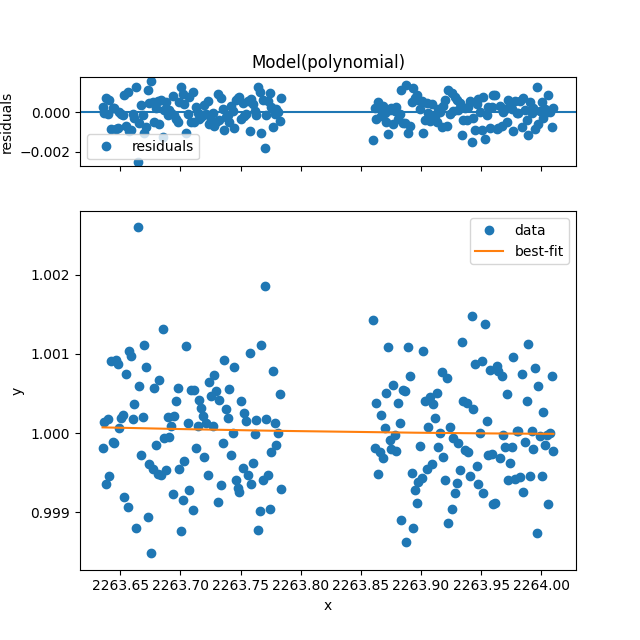 Model(polynomial)
residuals
0.000
−0.002
residuals
data
best-fit
y
1.002
1.001
1.000
0.999
2263.65 2263.70 2263.75 2263.80 2263.85 2263.90 2263.95 2264.00
x